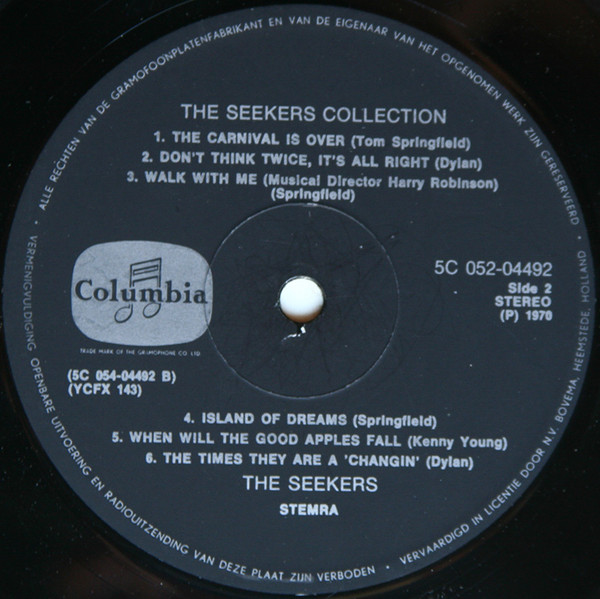 • ALLE RECHTEN VAN DE GRAMOFOONPLATENFABRIKANT EN VAN DE EIGENAAR VAN HET OPGENOMEN WERK ZIJN GERESERVEERD •
THE SEEKERS COLLECTION
1. THE CARNIVAL IS OVER (Tom Springfield)
2. DON'T THINK TWICE, IT'S ALL RIGHT (Dylan)
3. WALK WITH ME (Musical Director Harry Robinson)
(Springfield)
Columbia
TRADE MARK OF THE GRAMOPHONE CO. LTD.
5C 052-04492
Side 2
STEREO
(P) 1970
(5C 054-04492 B)
(YCFX 143)
4. ISLAND OF DREAMS (Springfield)
5. WHEN WILL THE GOOD APPLES FALL (Kenny Young)
6. THE TIMES THEY ARE A 'CHANGIN' (Dylan)
THE SEEKERS
STEMRA
VERMENIGVULDIGING OPENBARE UITVOERING EN RADIOUITZENDING VAN DEZE PLAAT ZIJN VERBODEN • VERVAARDIGD IN LICENTIE DOOR N.V. BOVEMA, HEEMSTEDE, HOLLAND